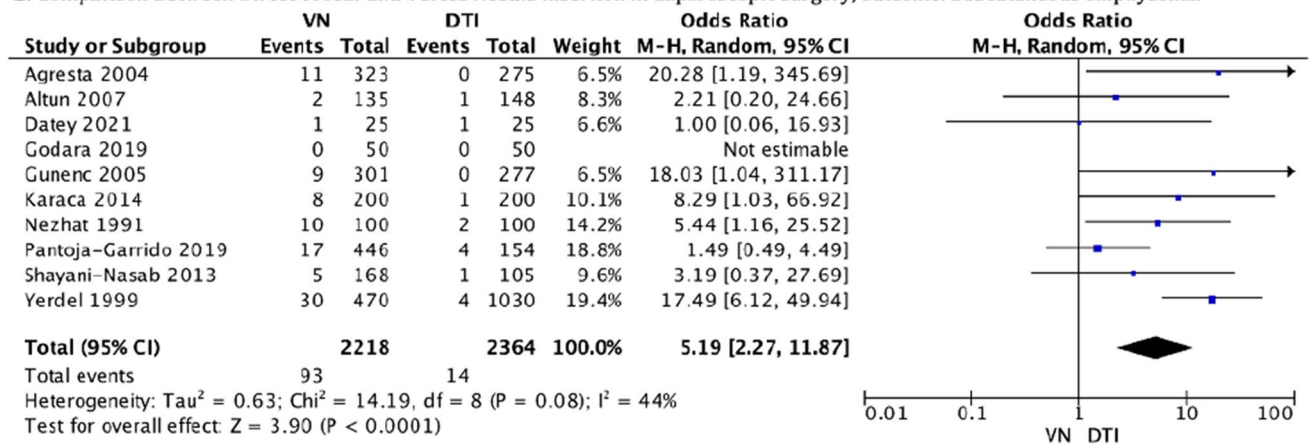 VN DTI Odds Ratio Odds Ratio
Study or Subgroup Events Total Events Total Weight M-H, Random, 95% CI M-H, Random, 95% CI
Agresta 2004 11 323 0 275 6.5% 20.28 [1.19, 345.69]
Altun 2007 2 135 1 148 8.3% 2.21 [0.20, 24.66]
Datey 2021 1 25 1 25 6.6% 1.00 [0.06, 16.93]
Godara 2019 0 50 0 50 Not estimable
Gunenc 2005 9 301 0 277 6.5% 18.03 [1.04, 311.17]
Karaca 2014 8 200 1 200 10.1% 8.29 [1.03, 66.92]
Nezhat 1991 10 100 2 100 14.2% 5.44 [1.16, 25.52]
Pantoja-Garrido 2019 17 446 4 154 18.8% 1.49 [0.49, 4.49]
Shayani-Nasab 2013 5 168 1 105 9.6% 3.19 [0.37, 27.69]
Yerdel 1999 30 470 4 1030 19.4% 17.49 [6.12, 49.94]
Total (95% CI) 2218 2364 100.0% 5.19 [2.27, 11.87]
Total events 93 14
Heterogeneity: Tau² = 0.63; Chi² = 14.19, df = 8 (P = 0.08); I² = 44%
Test for overall effect: Z = 3.90 (P < 0.0001)
0.01 0.1 1 10 100
VN DTI